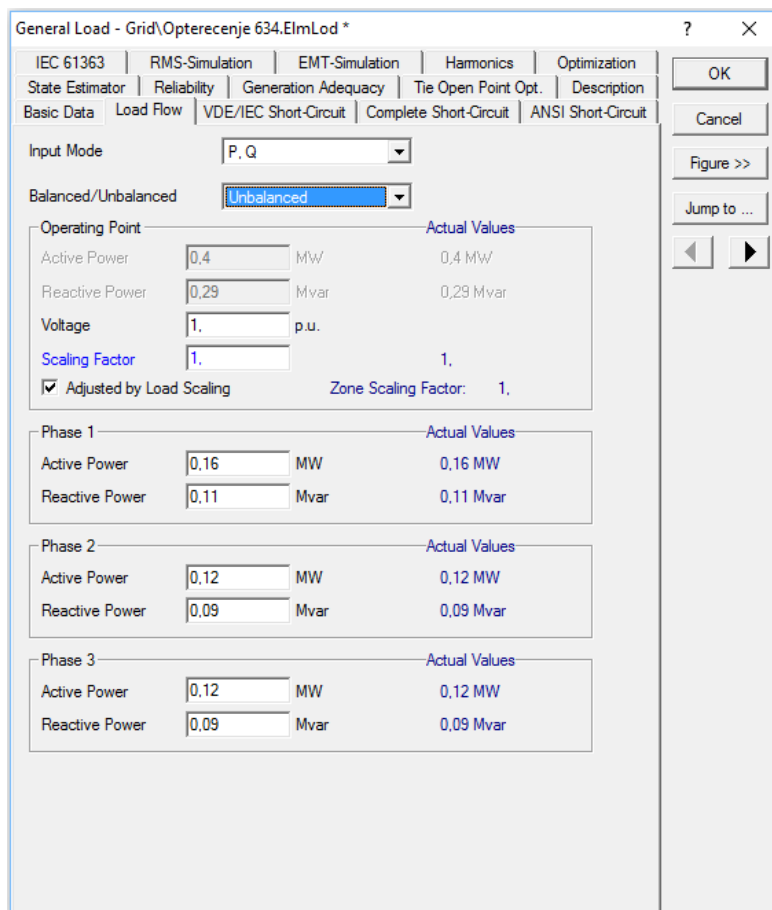 General Load - Grid\Opterecenje 634.ElmLod * ?
IEC 61363 RMS-Simulation EMT-Simulation Harmonics Optimization
State Estimator Reliability Generation Adequacy Tie Open Point Opt. Description
Basic Data Load Flow VDE/IEC Short-Circuit Complete Short-Circuit ANSI Short-Circuit
OK
Cancel
Figure >>
Jump to ...
Input Mode P, Q
Balanced/Unbalanced Unbalanced
Operating Point Actual Values
Active Power 0,4 MW 0,4 MW
Reactive Power 0,29 Mvar 0,29 Mvar
Voltage 1, p.u.
Scaling Factor 1, 1,
Adjusted by Load Scaling Zone Scaling Factor: 1,
Phase 1 Actual Values
Active Power 0,16 MW 0,16 MW
Reactive Power 0,11 Mvar 0,11 Mvar
Phase 2 Actual Values
Active Power 0,12 MW 0,12 MW
Reactive Power 0,09 Mvar 0,09 Mvar
Phase 3 Actual Values
Active Power 0,12 MW 0,12 MW
Reactive Power 0,09 Mvar 0,09 Mvar